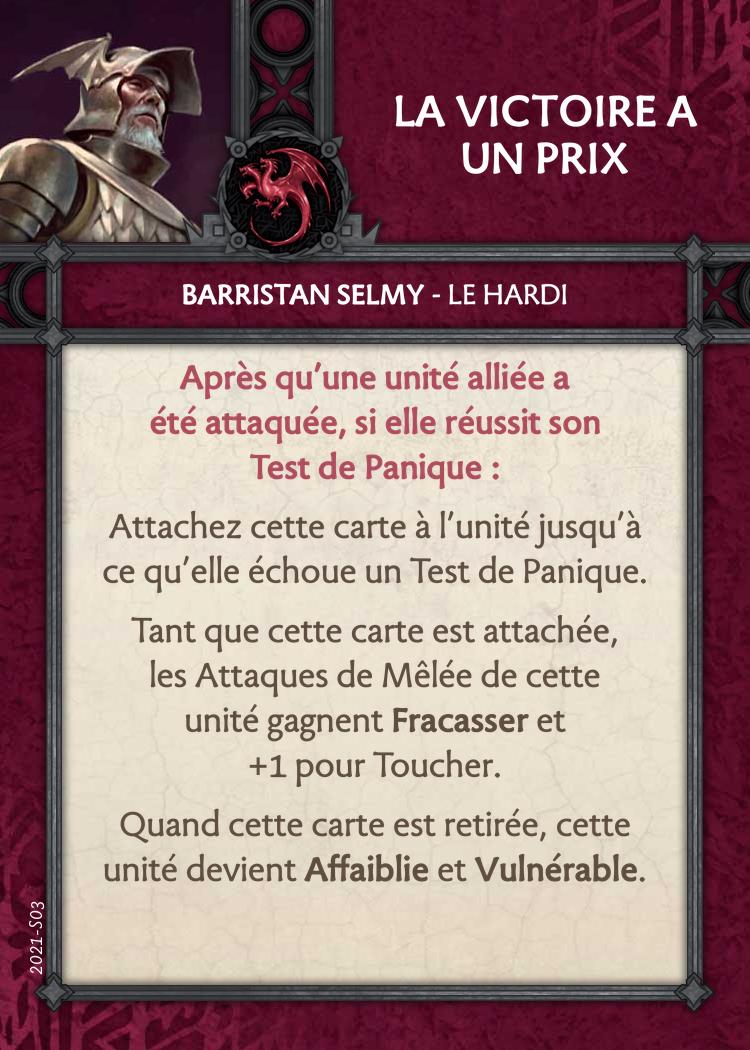 LA VICTOIRE A
UN PRIX
BARRISTAN SELMY - LE HARDI
Après qu'une unité alliée a
été attaquée, si elle réussit son
Test de Panique :
Attachez cette carte à l'unité jusqu'à
ce qu'elle échoue un Test de Panique.
Tant que cette carte est attachée,
les Attaques de Mêlée de cette
unité gagnent Fracasser et
+1 pour Toucher.
Quand cette carte est retirée, cette
unité devient Affaiblie et Vulnérable.
2021-S03